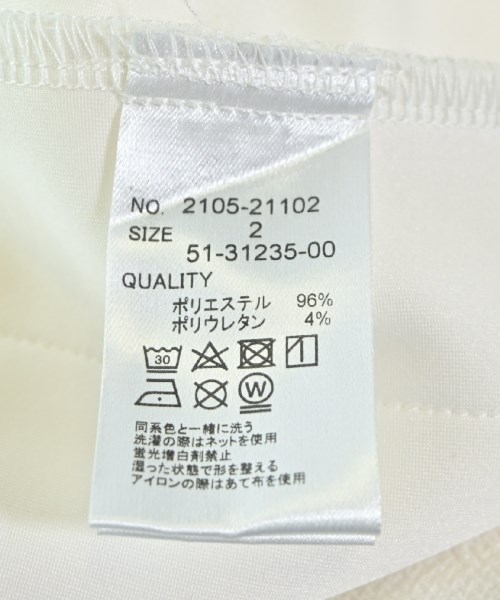 NO. 2105-21102
SIZE 2
51-31235-00
QUALITY
ポリエステル 96%
ポリウレタン 4%
30
W
同系色と一緒に洗う
洗濯の際はネットを使用
蛍光増白剤禁止
湿った状態で形を整える
アイロンの際はあて布を使用